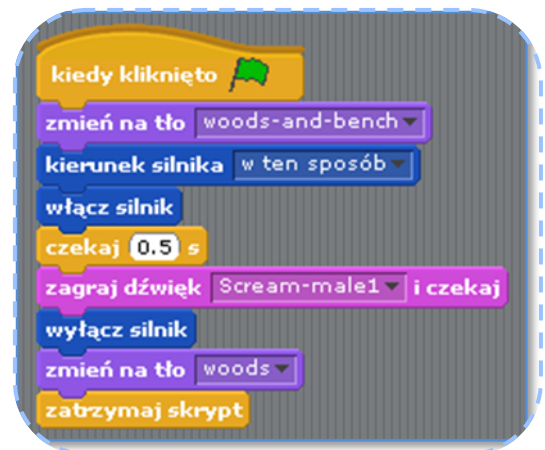 kiedy kliknięto
zmień na tło woods-and-bench
kierunek silnika w ten sposób
włącz silnik
czekaj 0.5 s
zagraj dźwięk Scream-male1 i czekaj
wyłącz silnik
zmień na tło woods
zatrzymaj skrypt